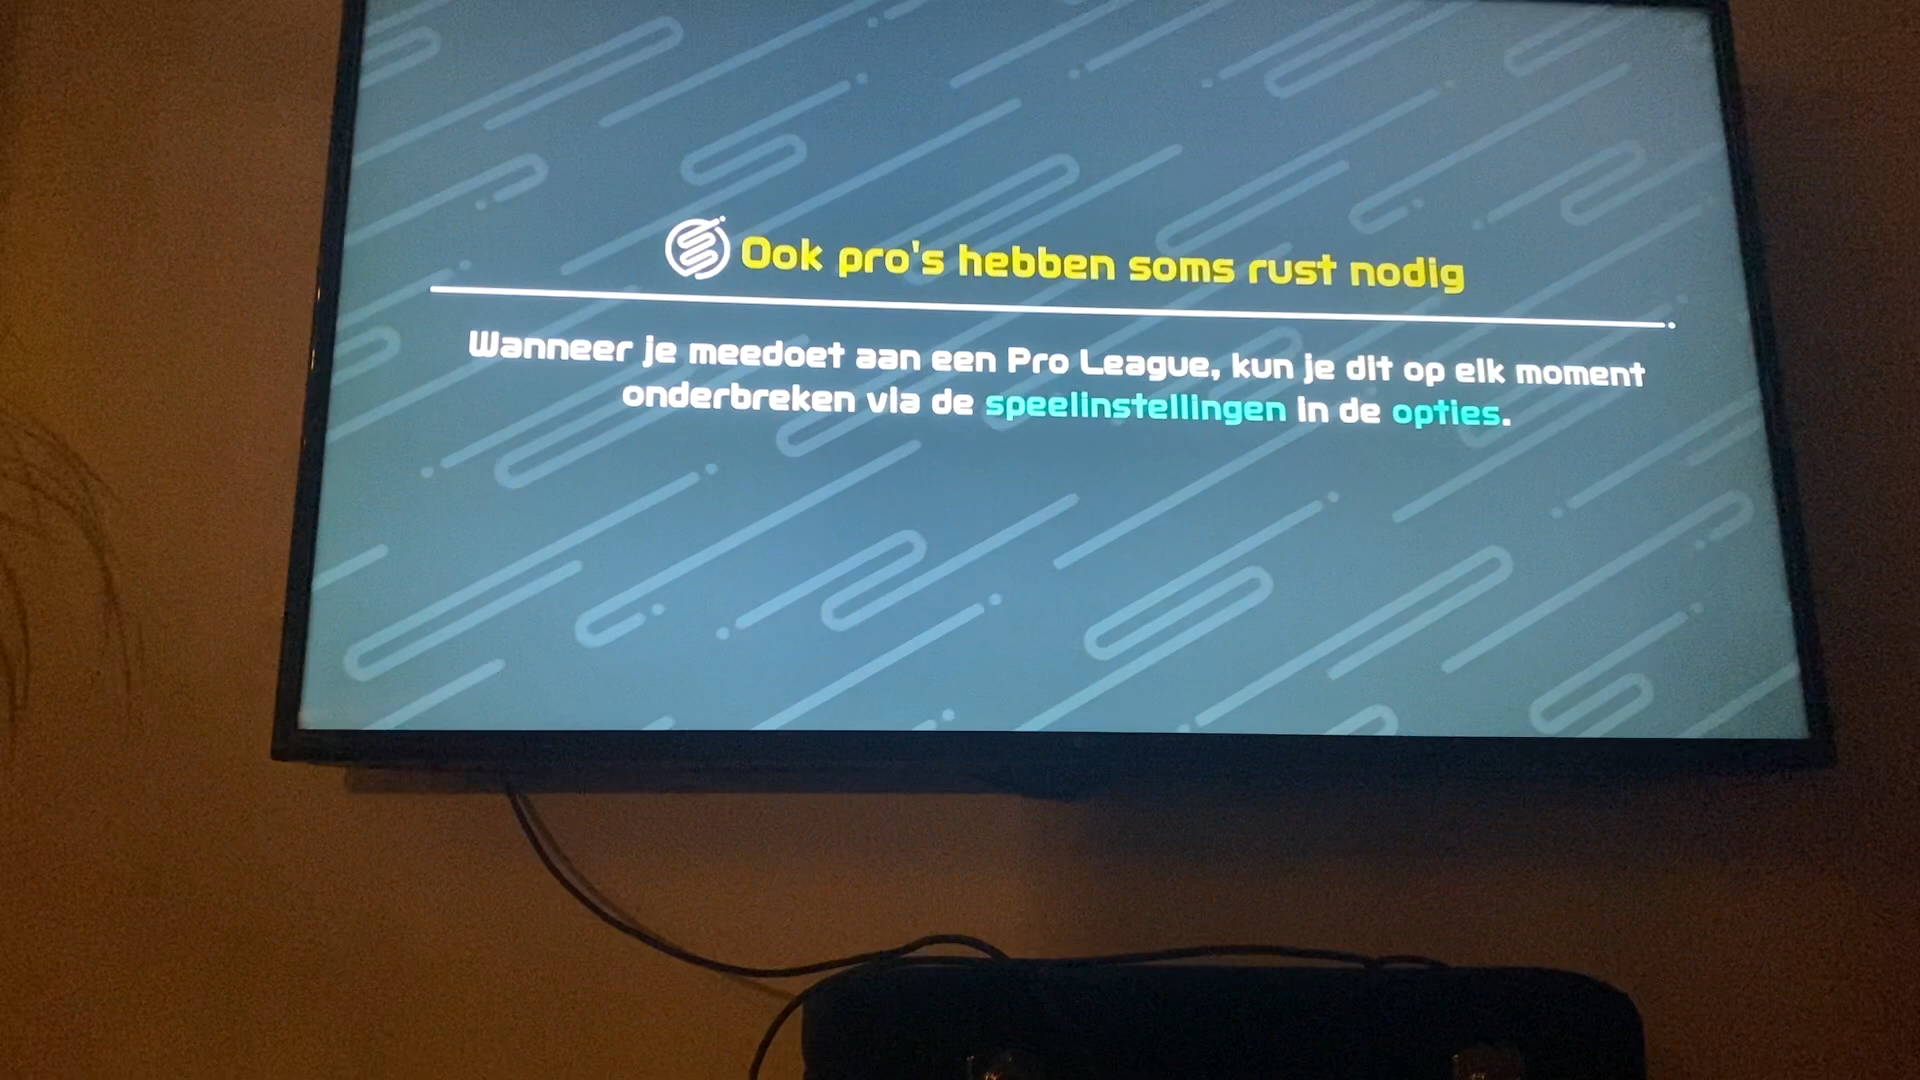 Ook pro's hebben soms rust nodig
Wanneer je meedoet aan een Pro League, kun je dit op elk moment
onderbreken via de speelinstellingen in de opties.